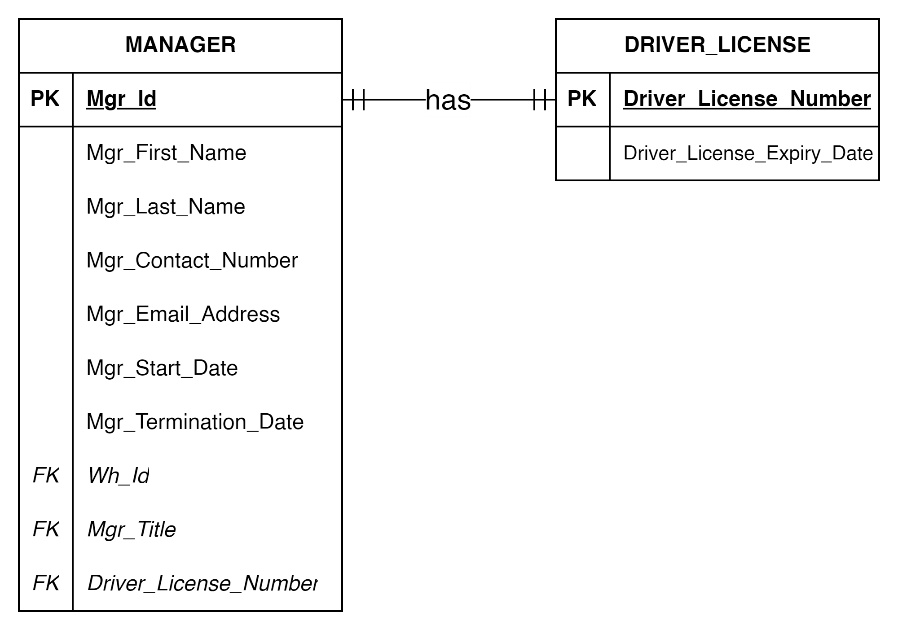 MANAGER
PK Mgr_Id
Mgr_First_Name
Mgr_Last_Name
Mgr_Contact_Number
Mgr_Email_Address
Mgr_Start_Date
Mgr_Termination_Date
FK Wh_Id
FK Mgr_Title
FK Driver_License_Number
has
DRIVER_LICENSE
PK Driver_License_Number
Driver_License_Expiry_Date